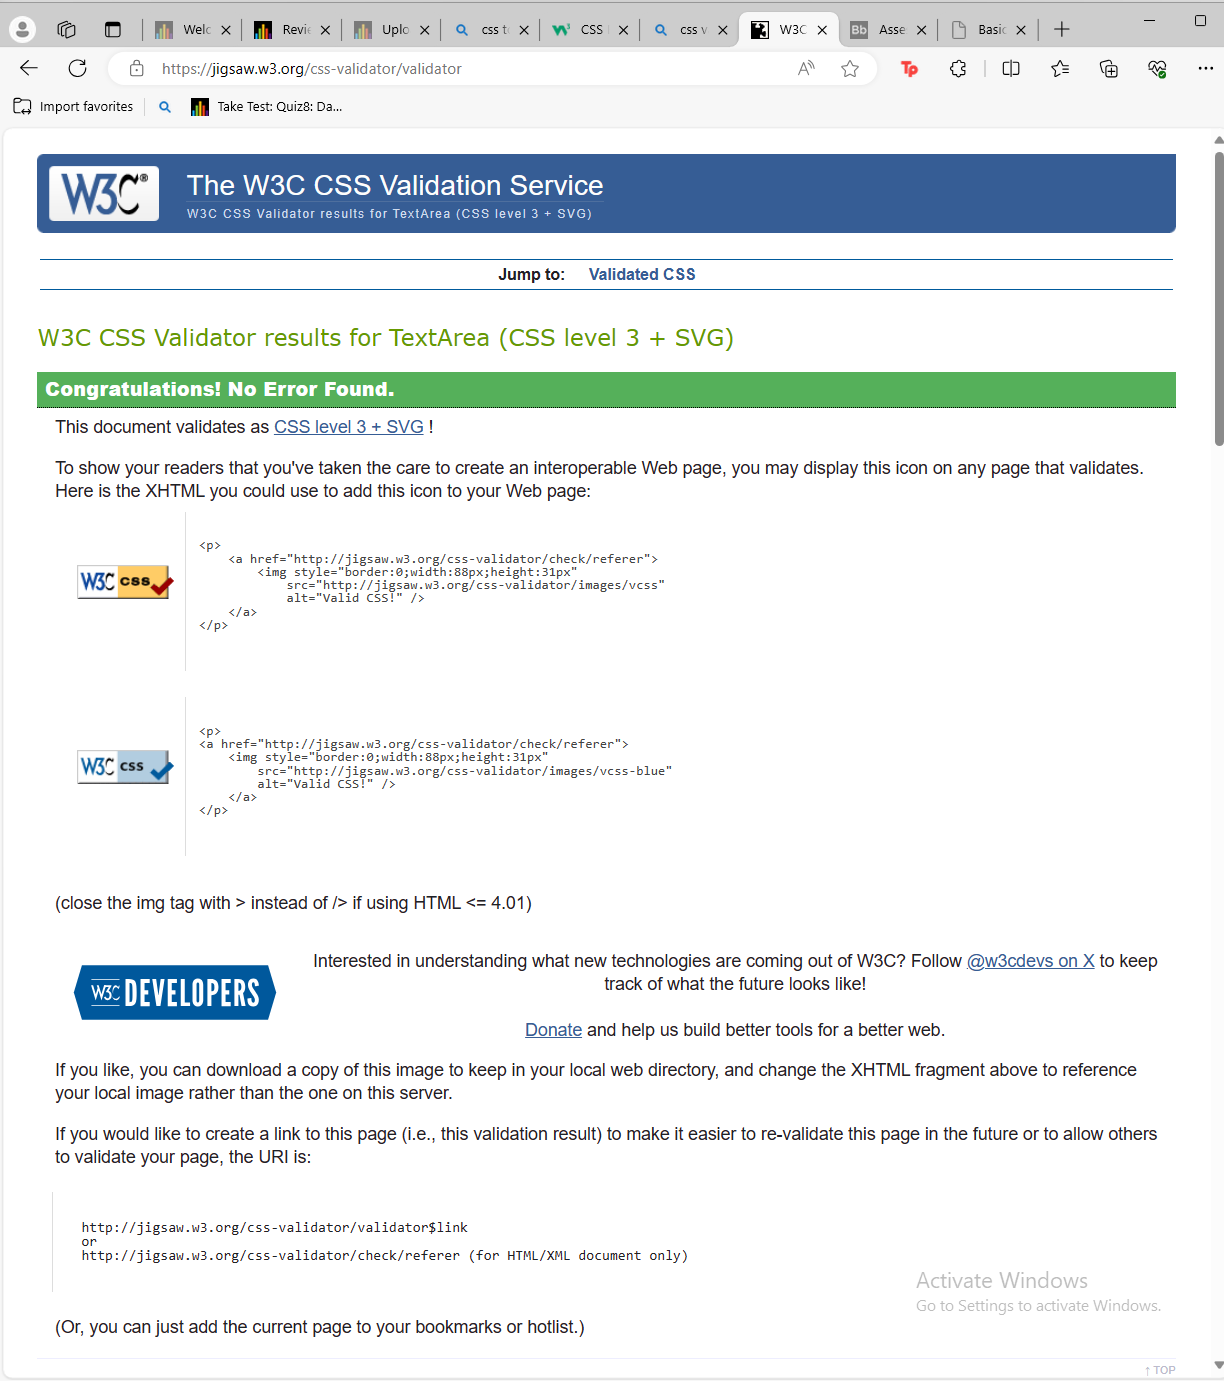 Welc
Revie
Uplo
css t
CSS
css v
W3C
Bb
Asse
Basic
https://jigsaw.w3.org/css-validator/validator
Tp
Import favorites
Take Test: Quiz8: Da...
W3C®
The W3C CSS Validation Service
W3C CSS Validator results for TextArea (CSS level 3 + SVG)
Jump to: Validated CSS
W3C CSS Validator results for TextArea (CSS level 3 + SVG)
Congratulations! No Error Found.
This document validates as CSS level 3 + SVG !
To show your readers that you've taken the care to create an interoperable Web page, you may display this icon on any page that validates.
Here is the XHTML you could use to add this icon to your Web page:
W3C css
<p>
<a href="http://jigsaw.w3.org/css-validator/check/referer">
<img style="border:0;width:88px;height:31px"
src="http://jigsaw.w3.org/css-validator/images/vcss"
alt="Valid CSS!" />
</a>
</p>
W3C css
<p>
<a href="http://jigsaw.w3.org/css-validator/check/referer">
<img style="border:0;width:88px;height:31px"
src="http://jigsaw.w3.org/css-validator/images/vcss-blue"
alt="Valid CSS!" />
</a>
</p>
(close the img tag with > instead of /> if using HTML <= 4.01)
W3C DEVELOPERS
Interested in understanding what new technologies are coming out of W3C? Follow @w3cdevs on X to keep
track of what the future looks like!
Donate and help us build better tools for a better web.
If you like, you can download a copy of this image to keep in your local web directory, and change the XHTML fragment above to reference
your local image rather than the one on this server.
If you would like to create a link to this page (i.e., this validation result) to make it easier to re-validate this page in the future or to allow others
to validate your page, the URI is:
http://jigsaw.w3.org/css-validator/validator$link
or
http://jigsaw.w3.org/css-validator/check/referer (for HTML/XML document only)
Activate Windows
Go to Settings to activate Windows.
(Or, you can just add the current page to your bookmarks or hotlist.)
↑ TOP